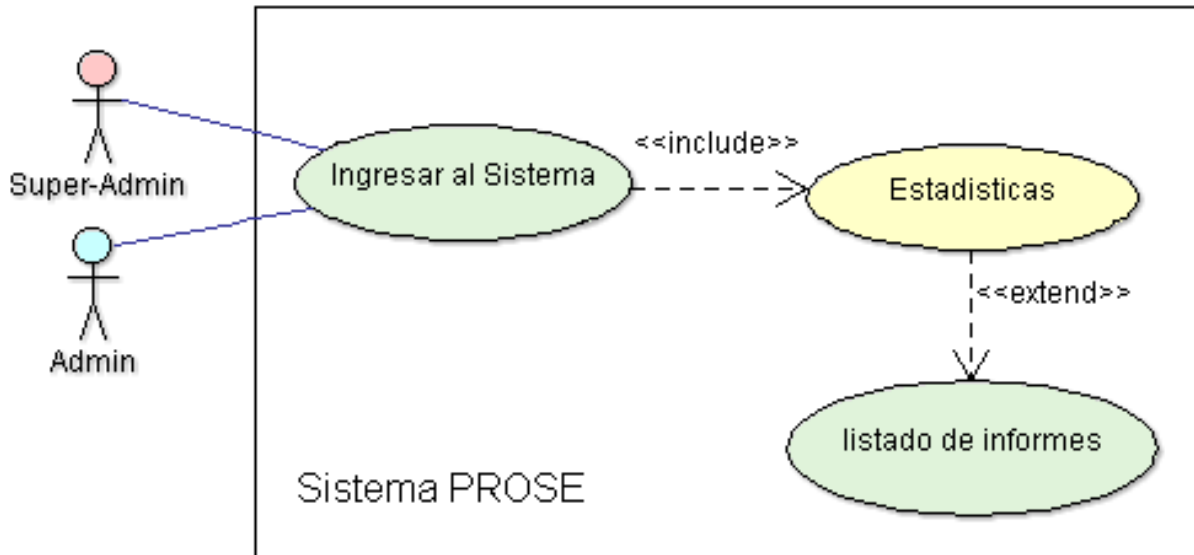 Super-Admin
Admin
Ingresar al Sistema
<<include>>
Estadisticas
<<extend>>
listado de informes
Sistema PROSE